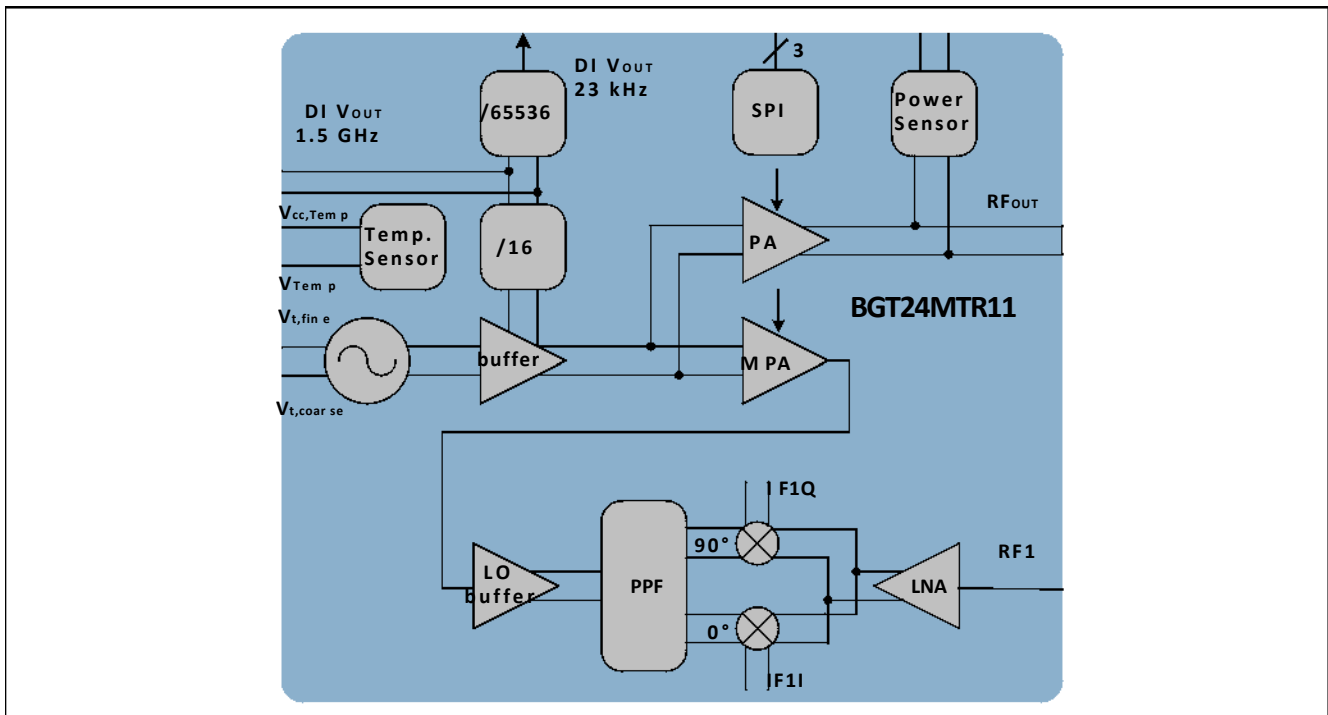 DI VOUT
23 kHz
3
/65536
SPI
Power
Sensor
DI VOUT
1.5 GHz
Vcc,Temp
Temp.
Sensor
/16
PA
RFOUT
VTemp
Vt,fine
BGT24MTR11
buffer
MPA
Vt,coarse
IF1Q
90°
RF1
LO
buffer
PPF
LNA
0°
IF1I